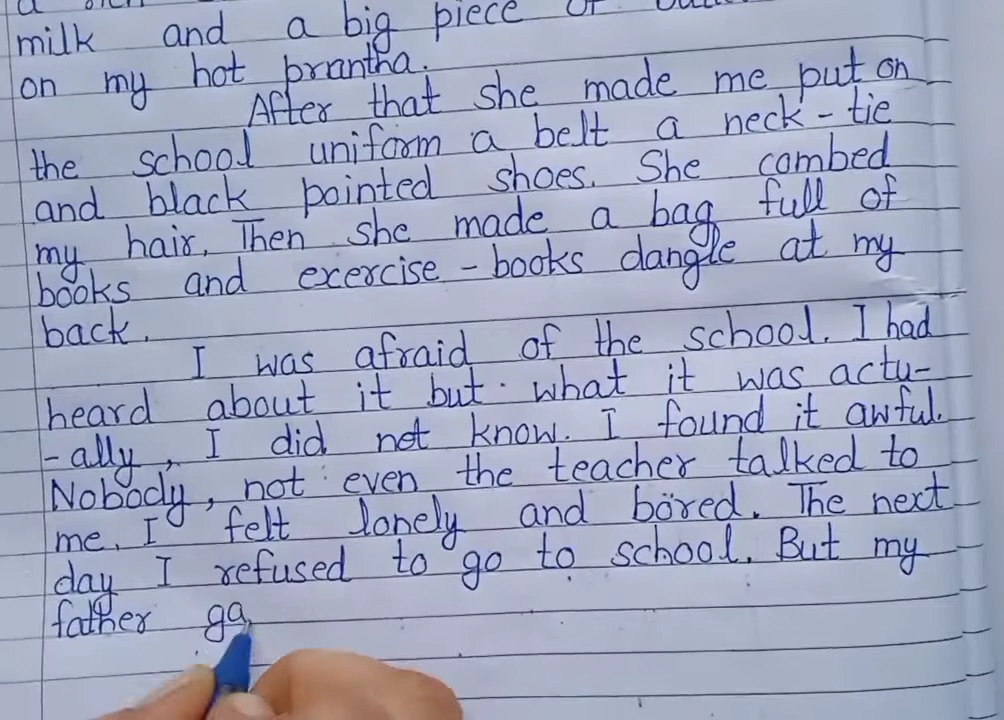 milk and a big piece of
on my hot prantha.
After that she made me put on
the school uniform a belt a neck-tie
and black pointed shoes. She combed
my hair. Then she made a bag full of
books and exercise-books dangle at my
back.
I was afraid of the school. I had
heard about it but what it was actu-
-ally, I did not know. I found it awful.
Nobody, not even the teacher talked to
me. I felt lonely and bored. The next
day I refused to go to school. But my
father ga